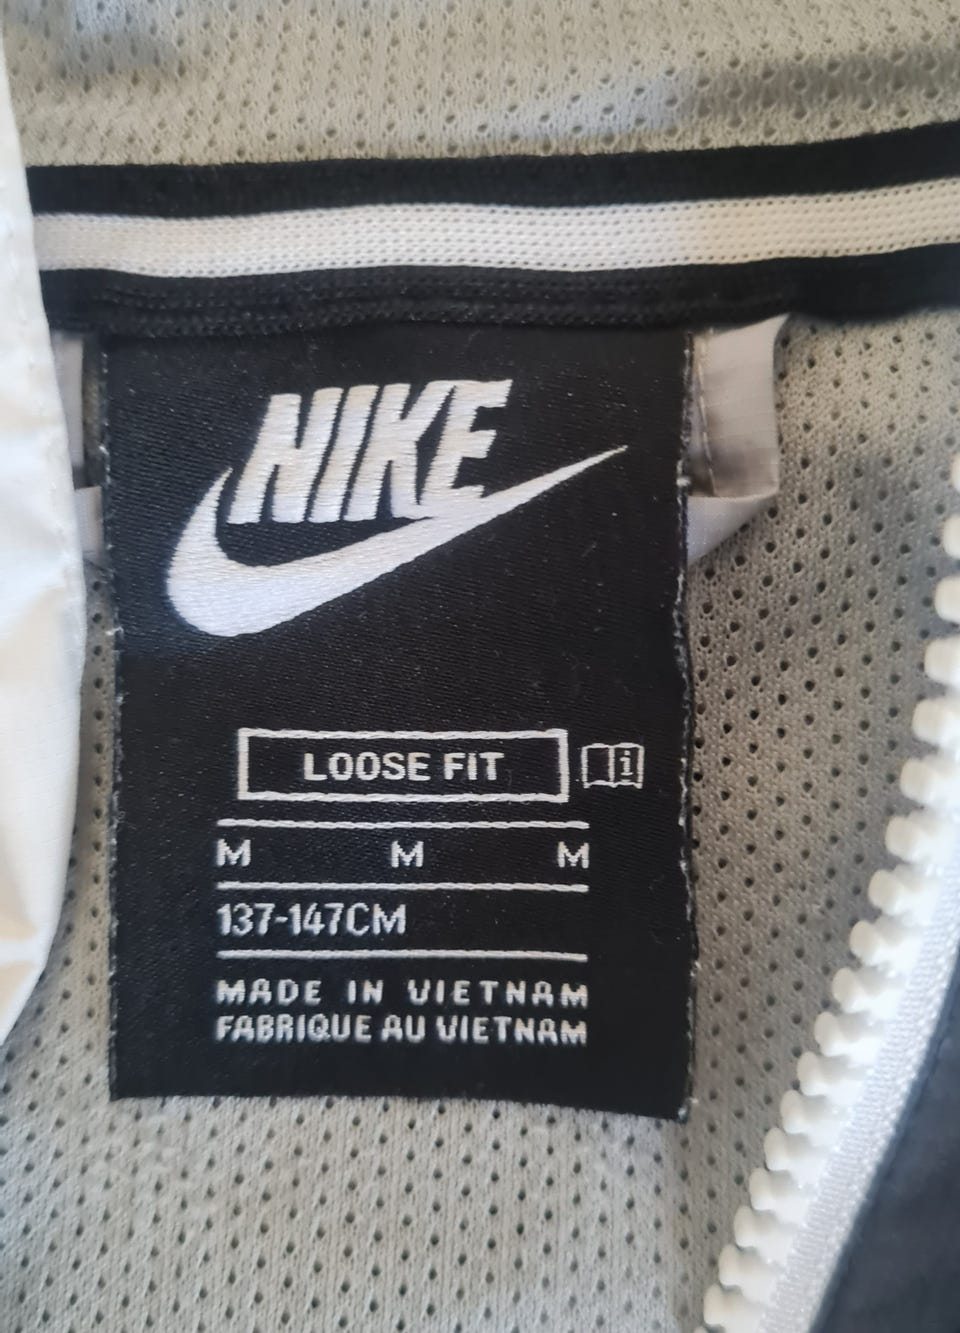 NIKE
LOOSE FIT i
M M M
137-147CM
MADE IN VIETNAM
FABRIQUE AU VIETNAM